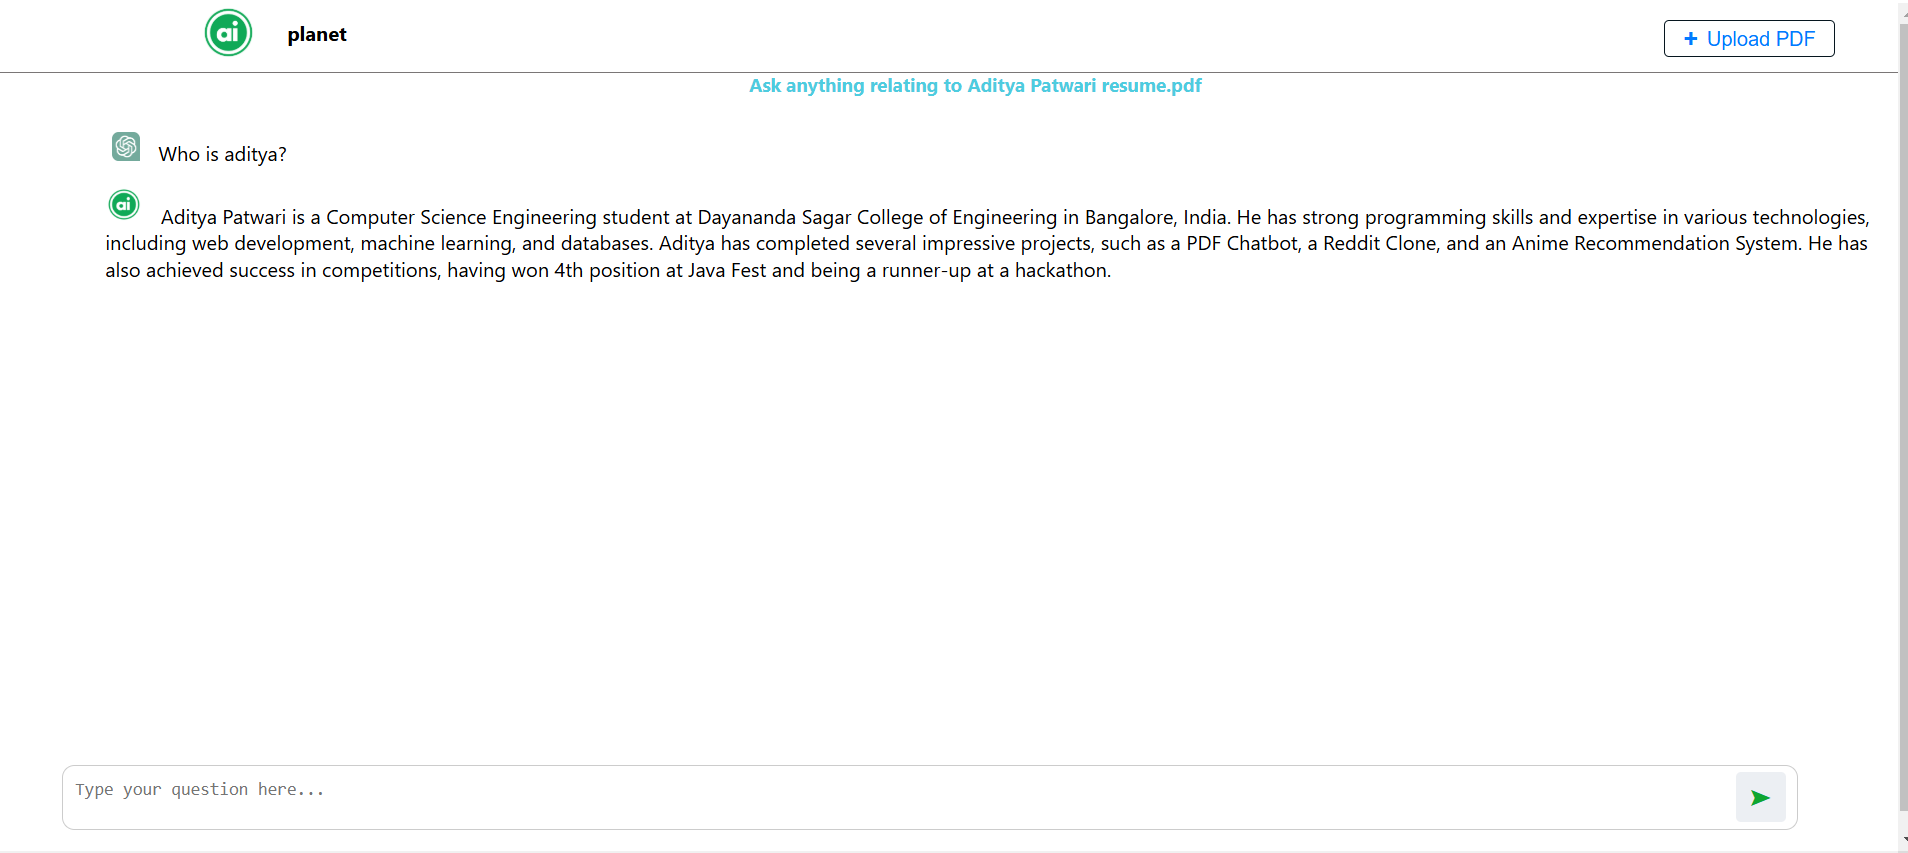 ai planet
+ Upload PDF
Ask anything relating to Aditya Patwari resume.pdf
Who is aditya?
ai
Aditya Patwari is a Computer Science Engineering student at Dayananda Sagar College of Engineering in Bangalore, India. He has strong programming skills and expertise in various technologies,
including web development, machine learning, and databases. Aditya has completed several impressive projects, such as a PDF Chatbot, a Reddit Clone, and an Anime Recommendation System. He has
also achieved success in competitions, having won 4th position at Java Fest and being a runner-up at a hackathon.
Type your question here...